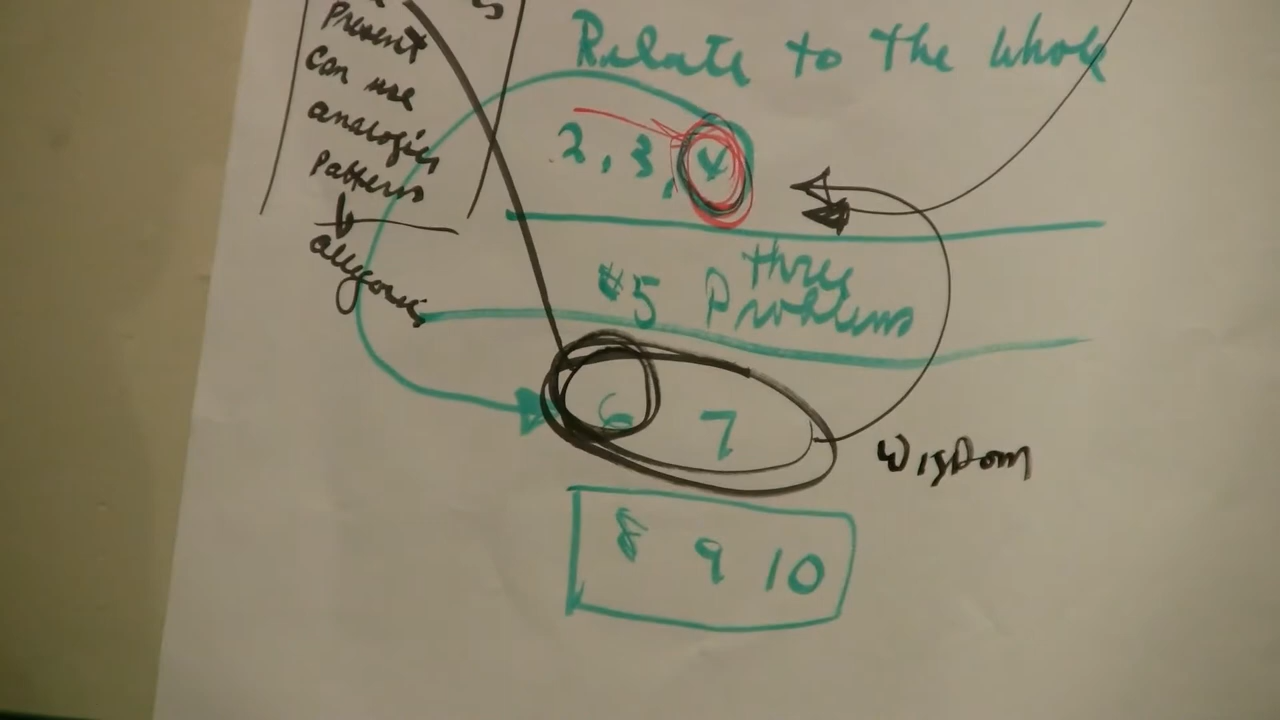 Present
Can use
analogies
Patterns
allegories
Relate to the Whole
2, 3, 4
#5 three Problems
6 7
Wisdom
8 9 10